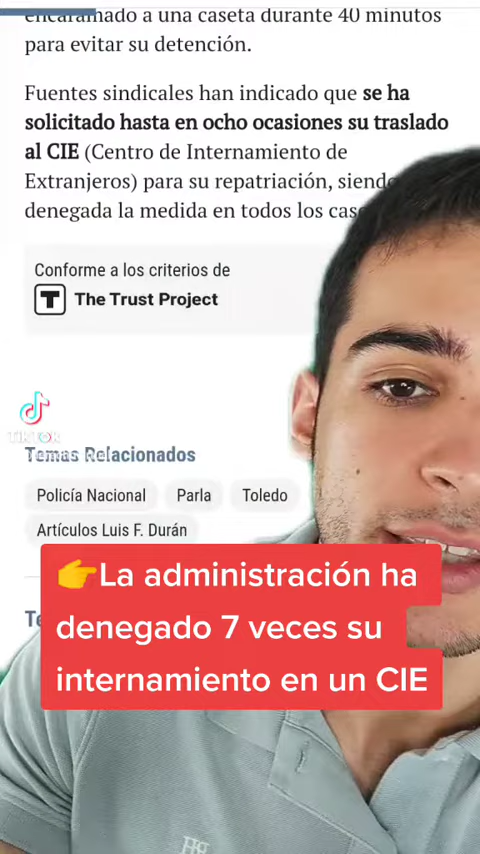 encaramado a una caseta durante 40 minutos
para evitar su detención.
Fuentes sindicales han indicado que se ha
solicitado hasta en ocho ocasiones su traslado
al CIE (Centro de Internamiento de
Extranjeros) para su repatriación, siend
denegada la medida en todos los cas
Conforme a los criterios de
T The Trust Project
TikTok
Temas Relacionados
Policía Nacional Parla Toledo
Artículos Luis F. Durán
Te
👉La administración ha
denegado 7 veces su
internamiento en un CIE